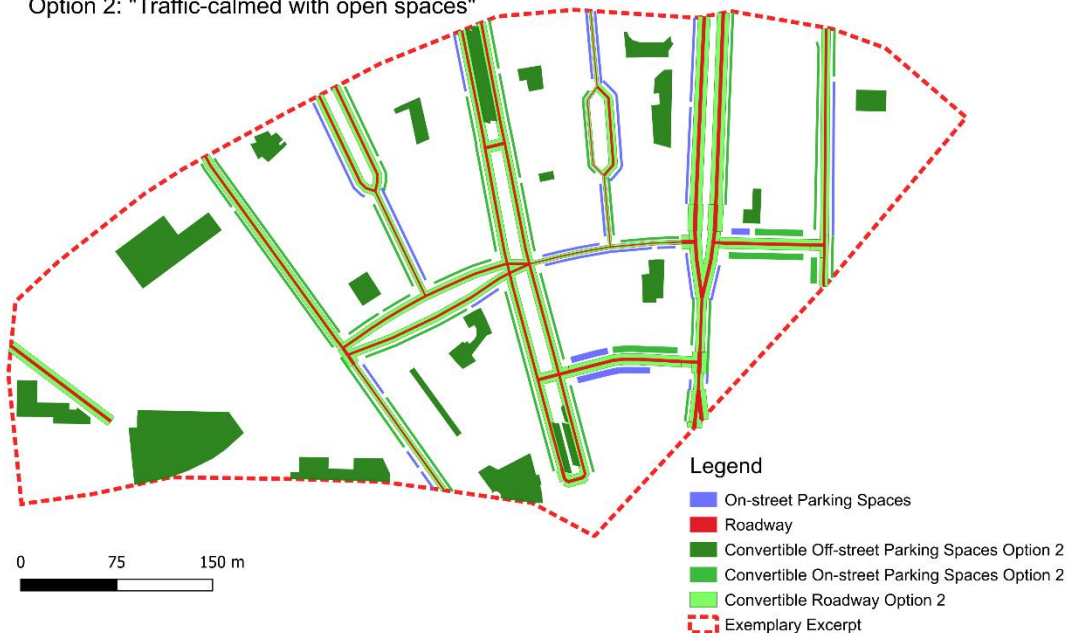 Option 2: "Traffic-calmed with open spaces"
Legend
On-street Parking Spaces
Roadway
Convertible Off-street Parking Spaces Option 2
Convertible On-street Parking Spaces Option 2
Convertible Roadway Option 2
Exemplary Excerpt
0 75 150 m